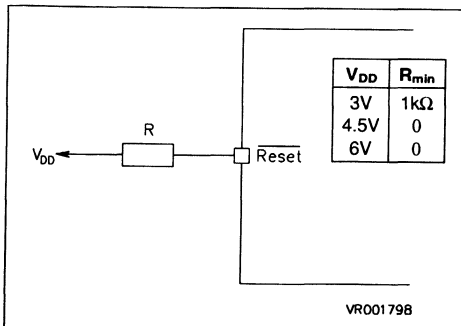 V_DD R_min
3V 1kΩ
4.5V 0
6V 0
R
V_DD
Reset
VR001798